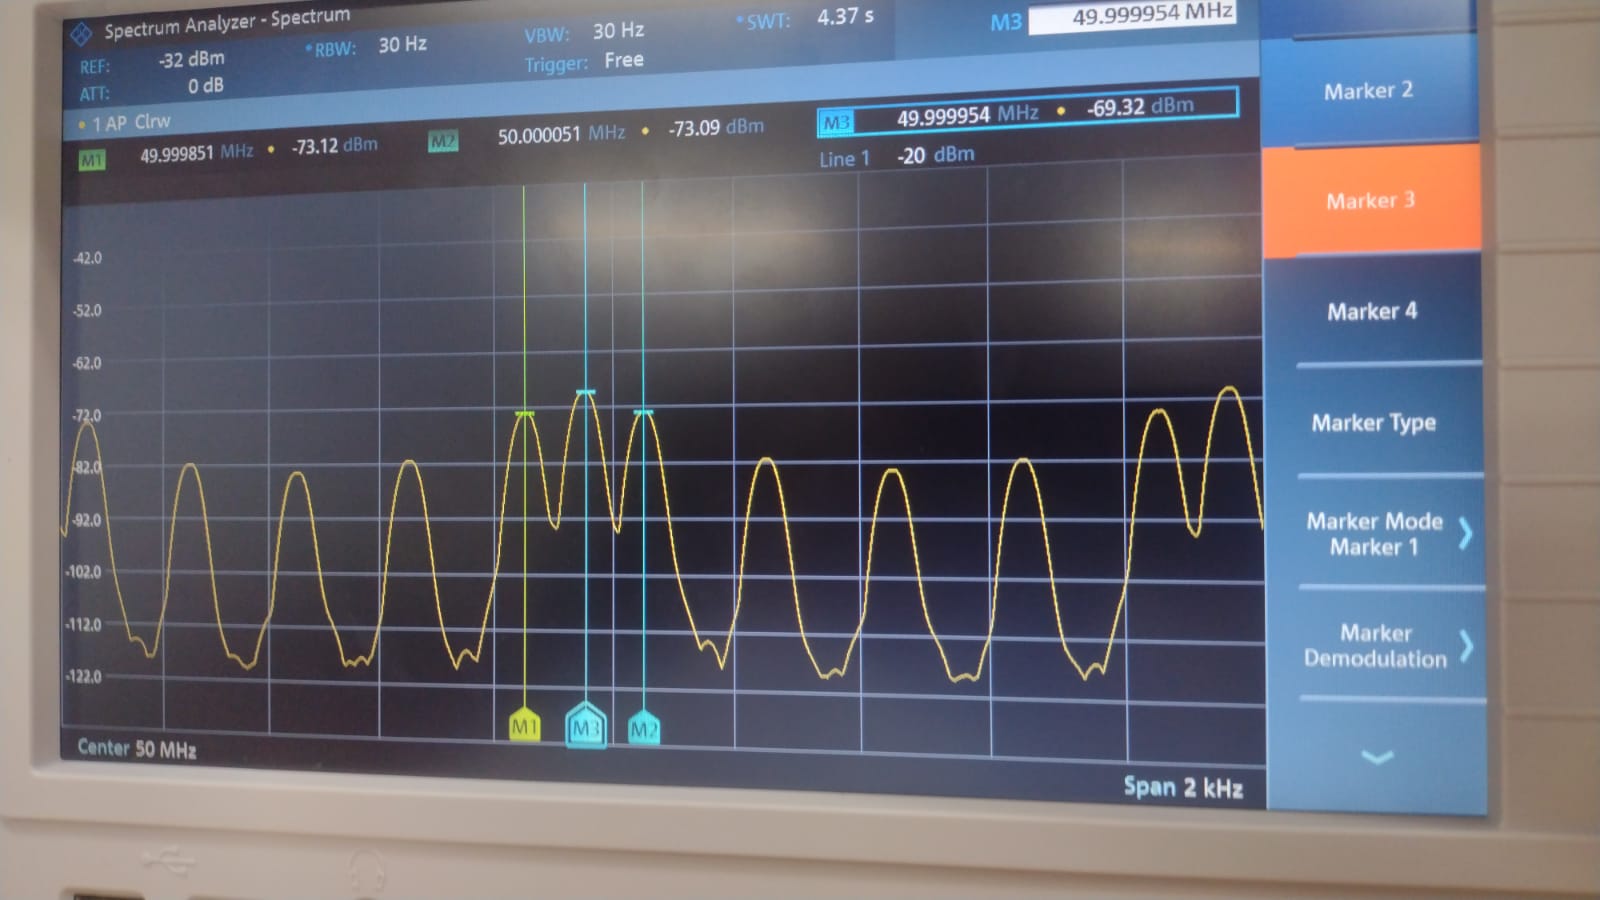 Spectrum Analyzer - Spectrum
REF: -32 dBm • RBW: 30 Hz VBW: 30 Hz • SWT: 4.37 s M3 49.999954 MHz
ATT: 0 dB Trigger: Free
• 1 AP Clrw
M1 49.999851 MHz • -73.12 dBm M2 50.000051 MHz • -73.09 dBm M3 49.999954 MHz • -69.32 dBm
Line 1 -20 dBm
-42.0
-52.0
-62.0
-72.0
-82.0
-92.0
-102.0
-112.0
-122.0
M1 M3 M2
Center 50 MHz
Span 2 kHz
Marker 2
Marker 3
Marker 4
Marker Type
Marker Mode
Marker 1
Marker
Demodulation